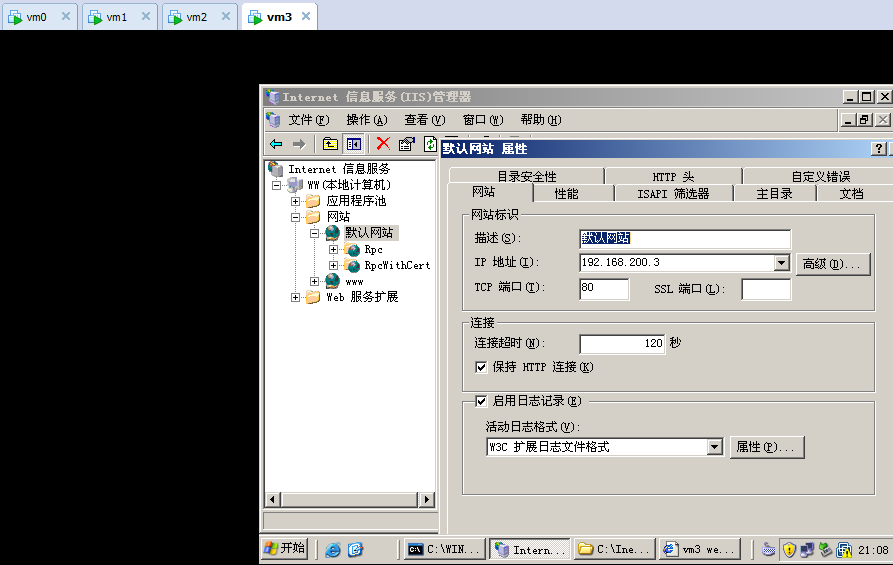 vm0 vm1 vm2 vm3
Internet 信息服务(IIS)管理器
文件(F) 操作(A) 查看(V) 窗口(W) 帮助(H)
Internet 信息服务
WW(本地计算机)
应用程序池
网站
默认网站
Rpc
RpcWithCert
www
Web 服务扩展
默认网站 属性
目录安全性 HTTP 头 自定义错误
网站 性能 ISAPI 筛选器 主目录 文档
网站标识
描述(S): 默认网站
IP 地址(I): 192.168.200.3 高级(D)...
TCP 端口(T): 80 SSL 端口(L):
连接
连接超时(N): 120 秒
保持 HTTP 连接(K)
启用日志记录(E)
活动日志格式(V):
W3C 扩展日志文件格式 属性(P)...
开始 C:\WIN... Intern... C:\Ine... vm3 we... 21:08